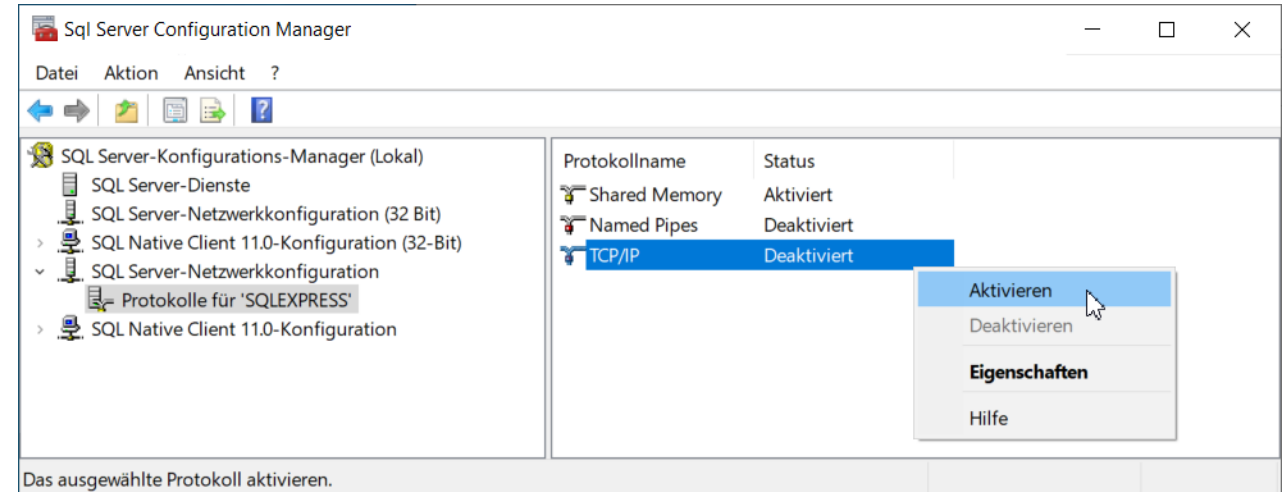 Sql Server Configuration Manager
Datei Aktion Ansicht ?
SQL Server-Konfigurations-Manager (Lokal)
SQL Server-Dienste
SQL Server-Netzwerkkonfiguration (32 Bit)
SQL Native Client 11.0-Konfiguration (32-Bit)
SQL Server-Netzwerkkonfiguration
Protokolle für 'SQLEXPRESS'
SQL Native Client 11.0-Konfiguration
Protokollname Status
Shared Memory Aktiviert
Named Pipes Deaktiviert
TCP/IP Deaktiviert
Aktivieren
Deaktivieren
Eigenschaften
Hilfe
Das ausgewählte Protokoll aktivieren.